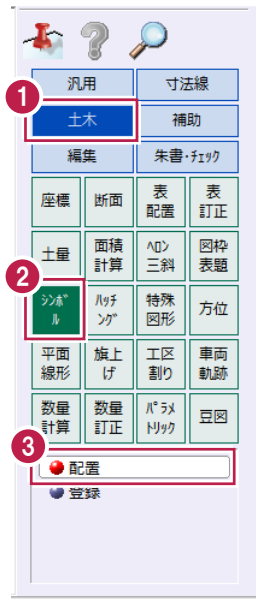 汎用 寸法線
1
土木 補助
編集 朱書・ﾁｪｯｸ
座標 断面 表配置 表訂正
土量 面積計算 ﾍﾛﾝ三斜 図枠表題
2
ｼﾝﾎﾞﾙ ﾊｯﾁﾝｸﾞ 特殊図形 方位
平面線形 旗上げ 工区割り 車両軌跡
数量計算 数量訂正 ﾊﾟﾗﾒﾄﾘｯｸ 豆図
3
配置
登録